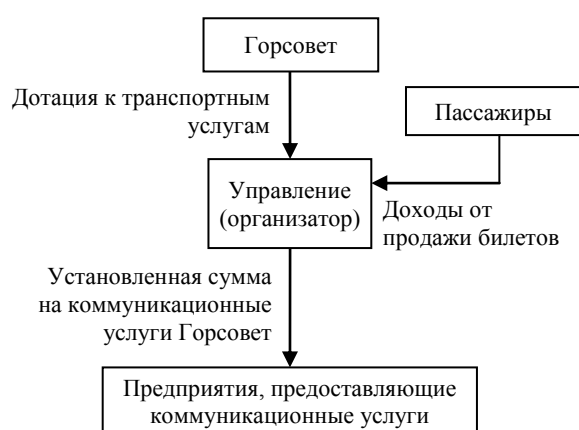 Горсовет
Дотация к транспортным
услугам
Пассажиры
Управление
(организатор)
Доходы от
продажи билетов
Установленная сумма
на коммуникационные
услуги Горсовет
Предприятия, предоставляющие
коммуникационные услуги